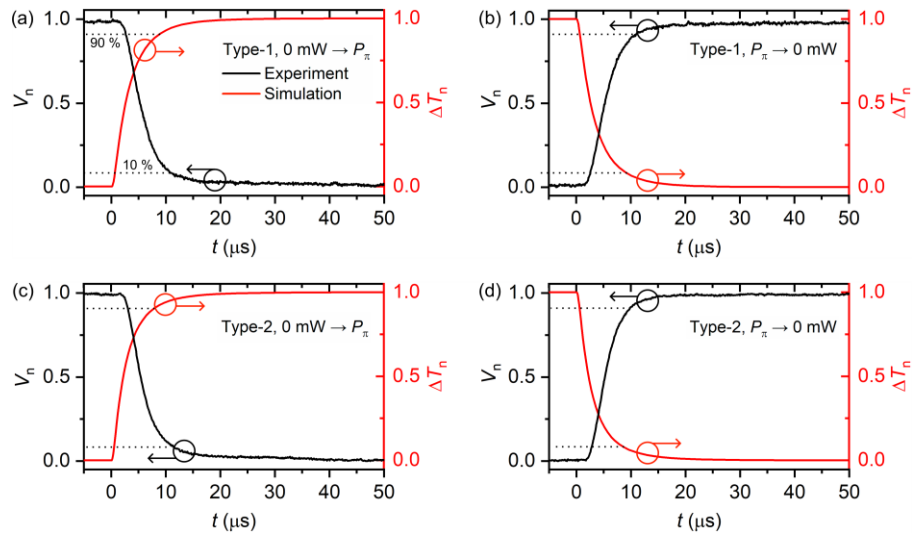 (a)
Type-1, 0 mW → Pπ
90 %
Experiment
Simulation
10 %
Vn
1.0
0.5
0.0
ΔTn
1.0
0.5
0.0
0 10 20 30 40 50
t (μs)
(b)
Type-1, Pπ → 0 mW
Vn
1.0
0.5
0.0
ΔTn
1.0
0.5
0.0
0 10 20 30 40 50
t (μs)
(c)
Type-2, 0 mW → Pπ
Vn
1.0
0.5
0.0
ΔTn
1.0
0.5
0.0
0 10 20 30 40 50
t (μs)
(d)
Type-2, Pπ → 0 mW
Vn
1.0
0.5
0.0
ΔTn
1.0
0.5
0.0
0 10 20 30 40 50
t (μs)